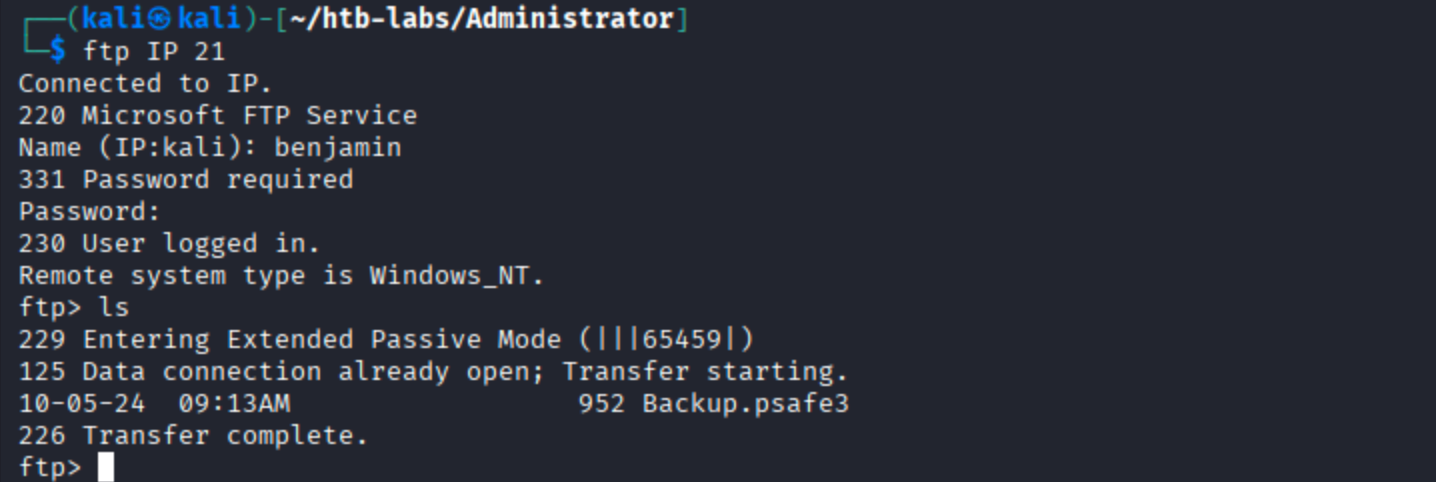 ┌──(kali㉿kali)-[~/htb-labs/Administrator]
└─$ ftp IP 21
Connected to IP.
220 Microsoft FTP Service
Name (IP:kali): benjamin
331 Password required
Password:
230 User logged in.
Remote system type is Windows_NT.
ftp> ls
229 Entering Extended Passive Mode (|||65459|)
125 Data connection already open; Transfer starting.
10-05-24  09:13AM                  952 Backup.psafe3
226 Transfer complete.
ftp>